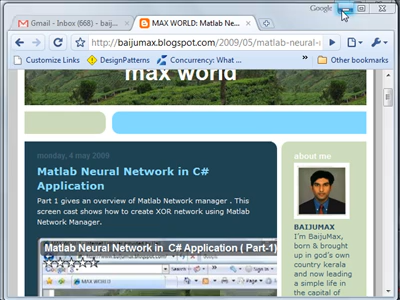 Google
Gmail - Inbox (668) - baij...
MAX WORLD: Matlab Ne...
http://baijumax.blogspot.com/2009/05/matlab-neural-
Customize Links
DesignPatterns
Concurrency: What ...
»
Other bookmarks
max world
monday, 4 may 2009
Matlab Neural Network in C#
Application
Part 1 gives an overview of Matlab Network manager . This
screen cast shows how to create XOR network using Matlab
Network Manager.
Matlab Neural Network in C# Application ( Part-1)
about me
BAIJUMAX
I'm BaijuMax,
born & brought
up in god's own
country kerala
and now leading
a simple life in
the capital of